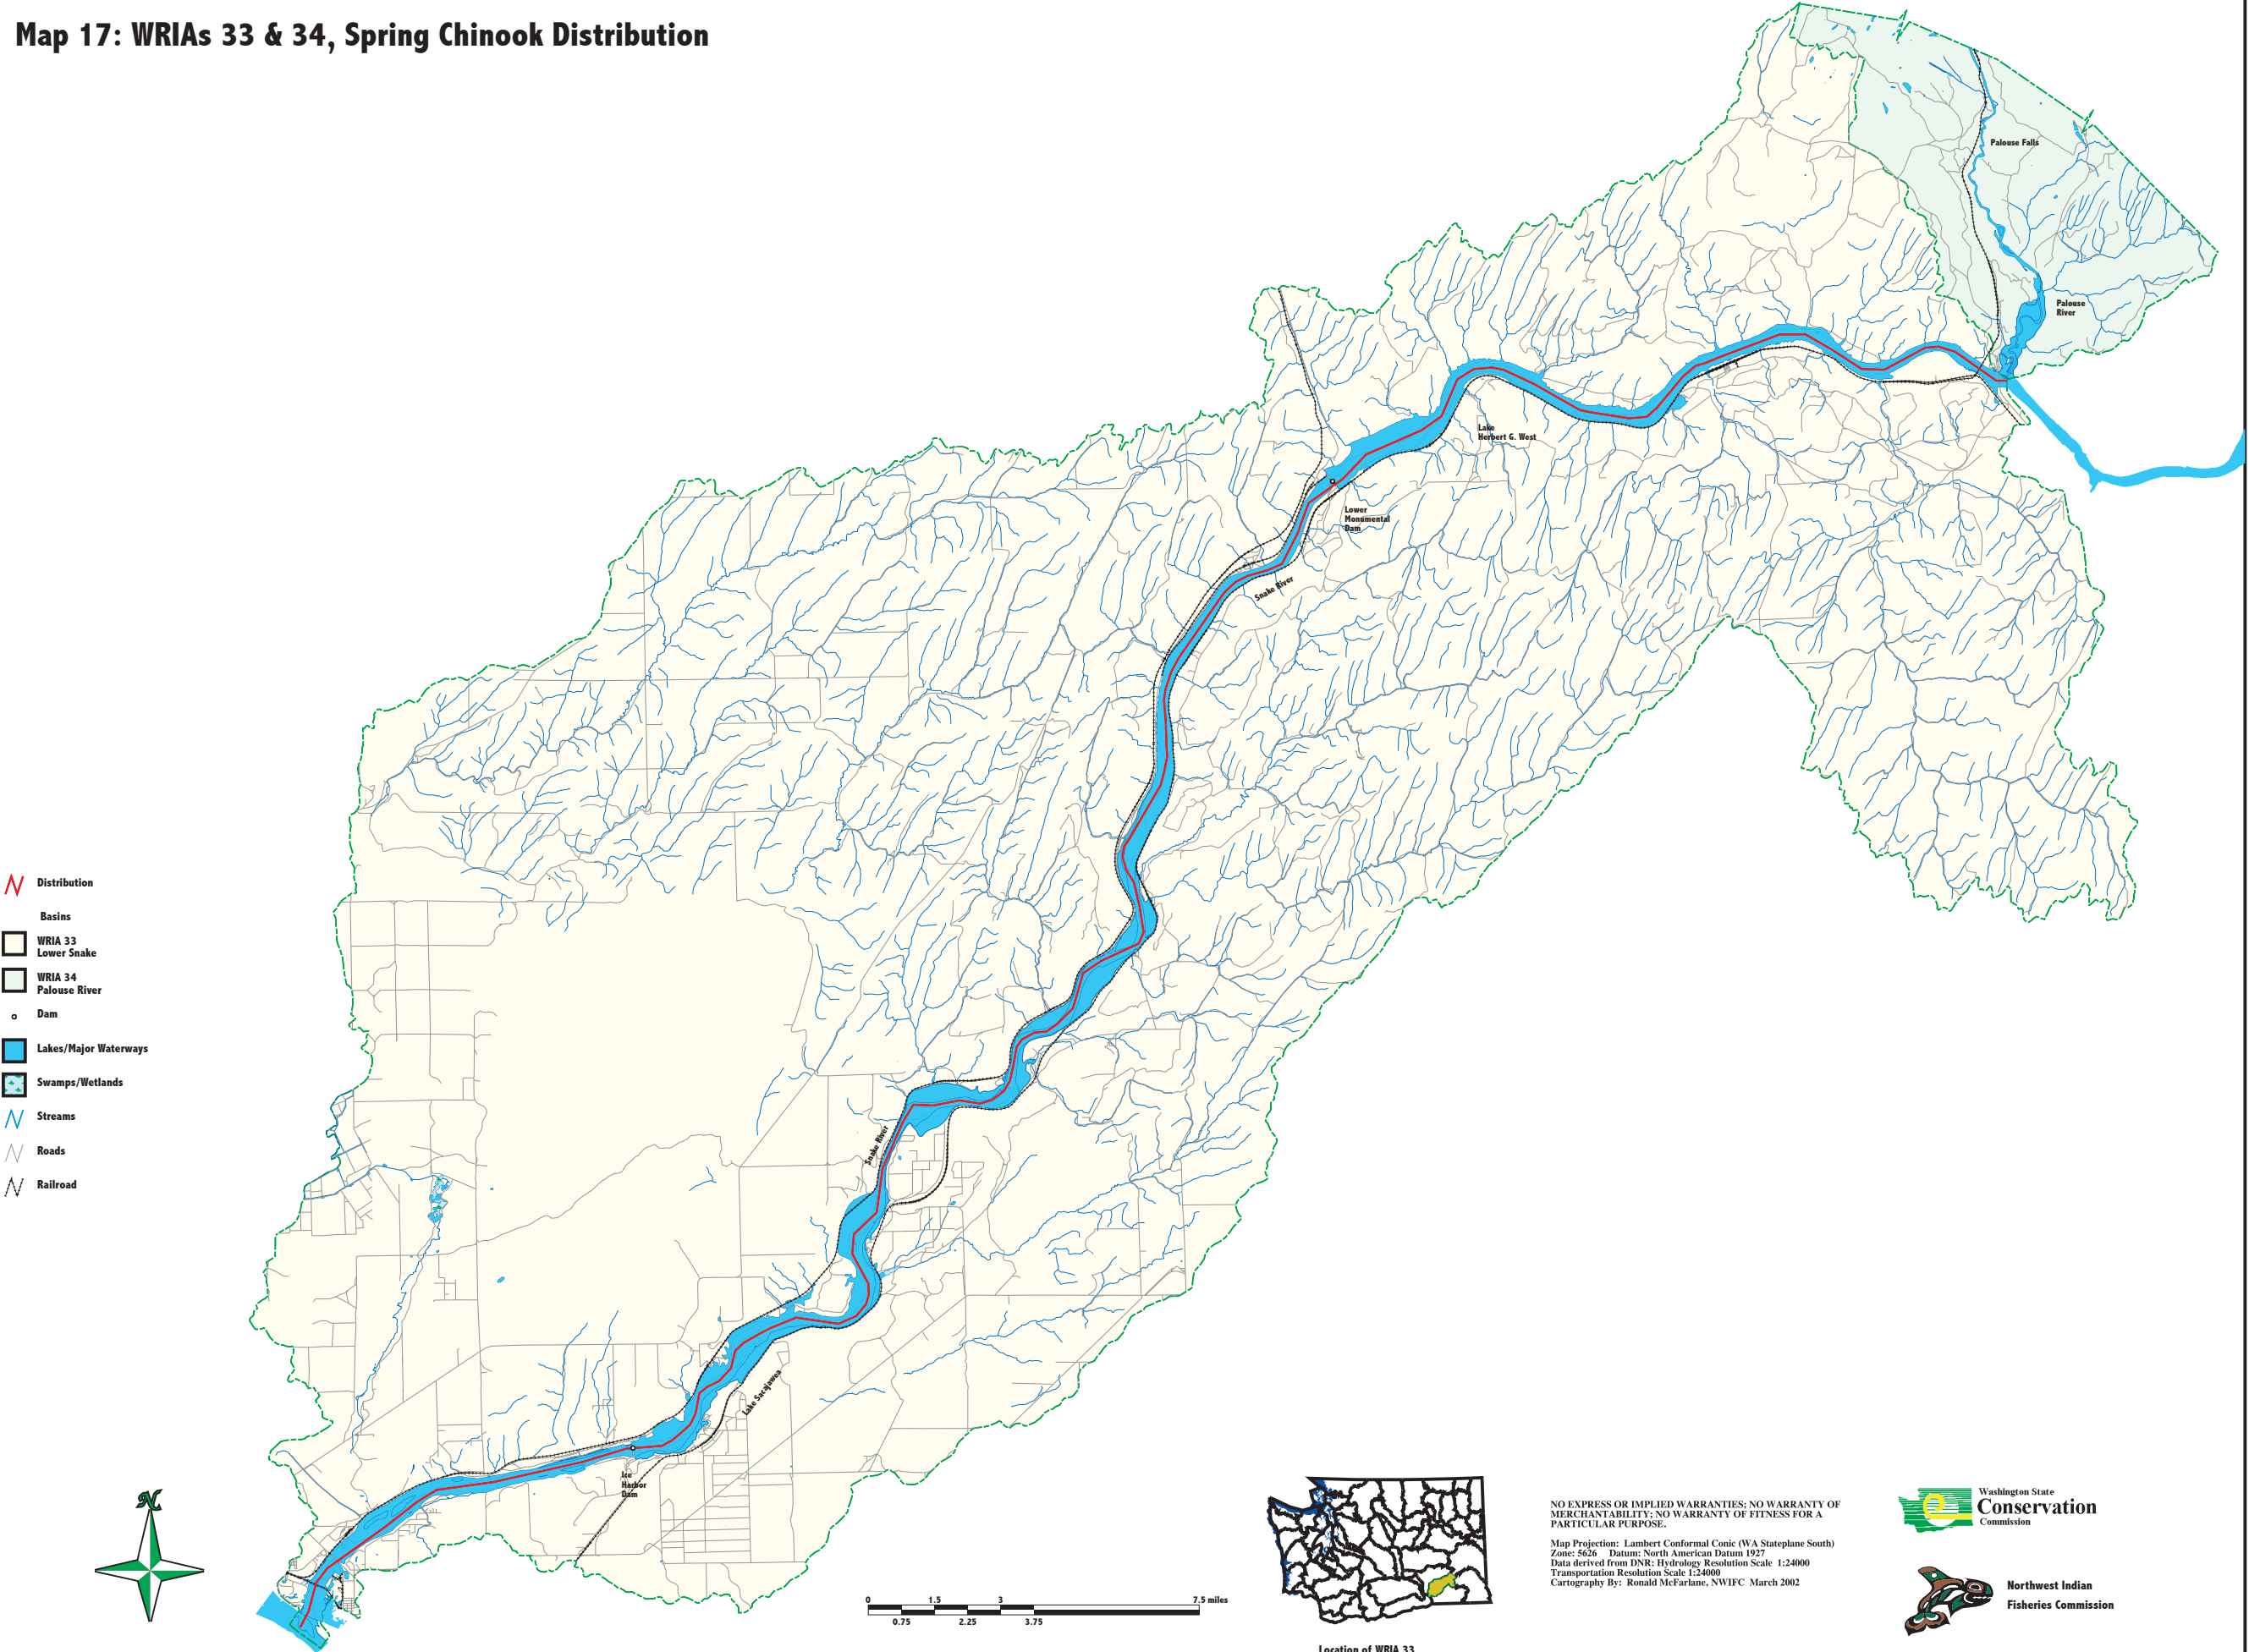 Map 17: WRIAs 33 & 34, Spring Chinook Distribution
Palouse Falls
Palouse
River
Lake
Herbert G. West
Lower
Monumental
Dam
Snake River
Distribution
Basins
WRIA 33
Lower Snake
WRIA 34
Palouse River
Dam
Lakes/Major Waterways
Swamps/Wetlands
Streams
Roads
Railroad
Snake River
Lake Sacajawea
Ice
Harbor
Dam
N
0 1.5 3 7.5 miles
0.75 2.25 3.75
Location of WRIA 33
NO EXPRESS OR IMPLIED WARRANTIES; NO WARRANTY OF
MERCHANTABILITY; NO WARRANTY OF FITNESS FOR A
PARTICULAR PURPOSE.
Map Projection: Lambert Conformal Conic (WA Stateplane South)
Zone: 5626 Datum: North American Datum 1927
Data derived from DNR: Hydrology Resolution Scale 1:24000
Transportation Resolution Scale 1:24000
Cartography By: Ronald McFarlane, NWIFC March 2002
Washington State
Conservation
Commission
Northwest Indian
Fisheries Commission